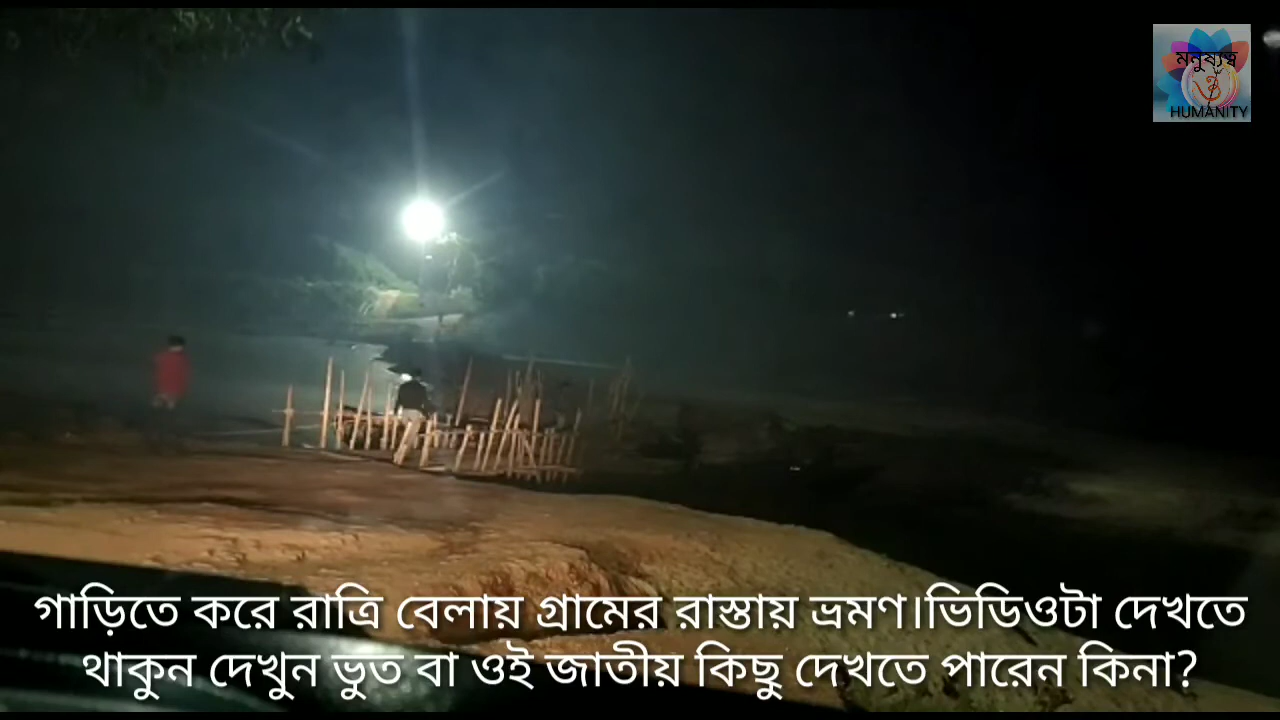 মনুষ্যত্ব
ও
HUMANITY
গাড়িতে করে রাত্রি বেলায় গ্রামের রাস্তায় ভ্রমণ।ভিডিওটা দেখতে
থাকুন দেখুন ভুত বা ওই জাতীয় কিছু দেখতে পারেন কিনা?